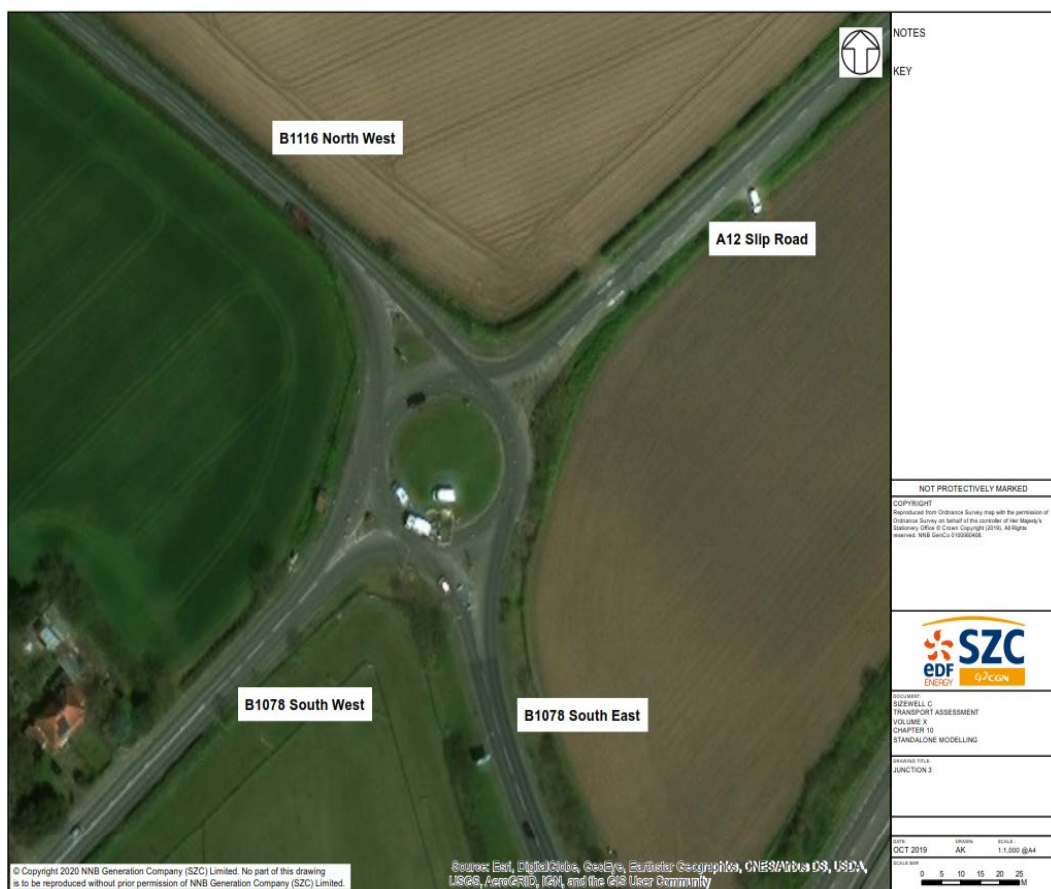 B1116 North West
A12 Slip Road
B1078 South West
B1078 South East
© Copyright 2020 NNB Generation Company (SZC) Limited. No part of this drawing
is to be reproduced without prior permission of NNB Generation Company (SZC) Limited.
Source: Esri, DigitalGlobe, GeoEye, Earthstar Geographics, CNES/Airbus DS, USDA,
USGS, AeroGRID, IGN, and the GIS User Community
NOTES
KEY
NOT PROTECTIVELY MARKED
COPYRIGHT
Reproduced from Ordnance Survey map with the permission of
Ordnance Survey on behalf of the controller of Her Majesty's
Stationery Office © Crown Copyright (2019). All Rights
reserved. NNB GenCo 0100060408.
edf
ENERGY
SZC
CGN
DOCUMENT:
SIZEWELL C
TRANSPORT ASSESSMENT
VOLUME X
CHAPTER 10
STANDALONE MODELLING
DRAWING TITLE:
JUNCTION 3
DATE: DRAWN: SCALE:
OCT 2019 AK 1:1,000 @A4
SCALE BAR
0 5 10 15 20 25
M